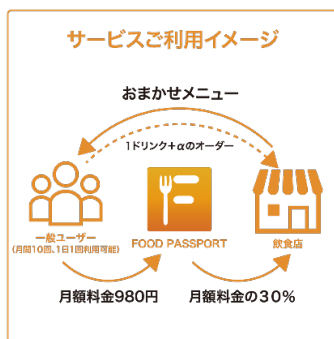 サービスご利用イメージ
おまかせメニュー
1ドリンク+αのオーダー
一般ユーザー
(月間10回、1日1回利用可能)
FOOD PASSPORT
飲食店
月額料金980円
月額料金の30%